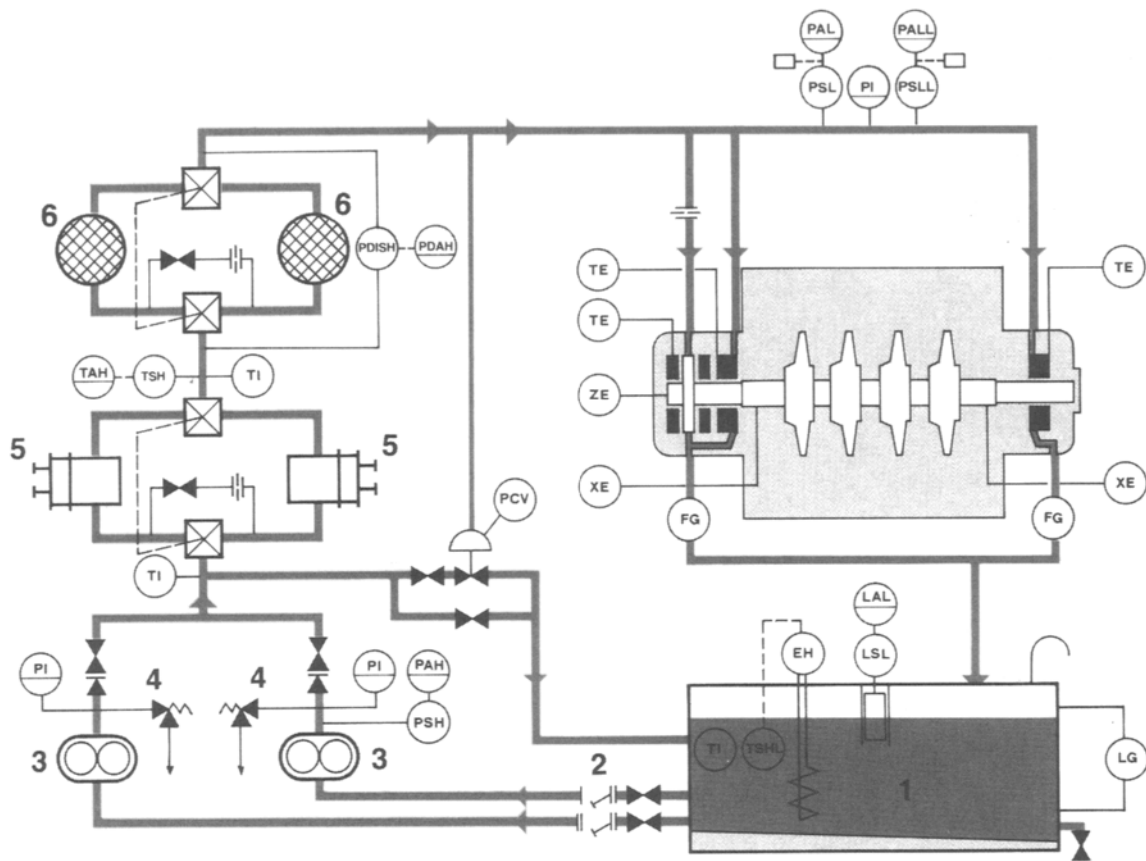 PAL
PALL
PSL
PI
PSLL
6
6
PDISH
PDAH
TE
TE
TE
TAH
TSH
TI
ZE
5
5
PCV
XE
XE
FG
FG
TI
LAL
PI
4
4
PI
PAH
EH
LSL
PSH
3
3
2
TI
TSHL
1
LG